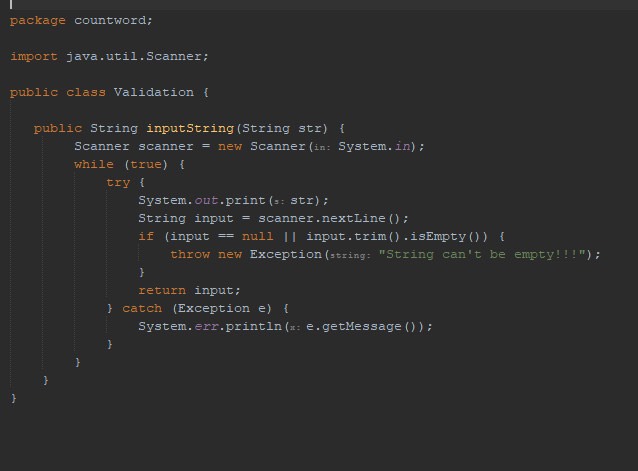 package countword;
import java.util.Scanner;
public class Validation {
public String inputString(String str) {
Scanner scanner = new Scanner(in: System.in);
while (true) {
try {
System.out.print(s: str);
String input = scanner.nextLine();
if (input == null || input.trim().isEmpty()) {
throw new Exception(string: "String can't be empty!!!");
}
return input;
} catch (Exception e) {
System.err.println(x: e.getMessage());
}
}
}
}